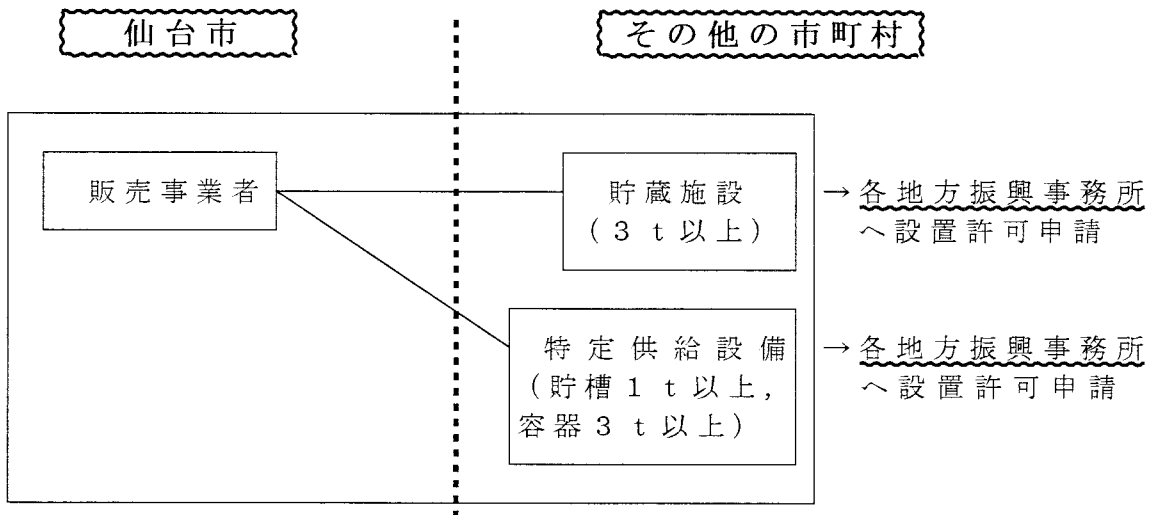 仙台市
その他の市町村
販売事業者
貯蔵施設
(3t以上)
→各地方振興事務所
へ設置許可申請
特定供給設備
(貯槽1t以上,
容器3t以上)
→各地方振興事務所
へ設置許可申請